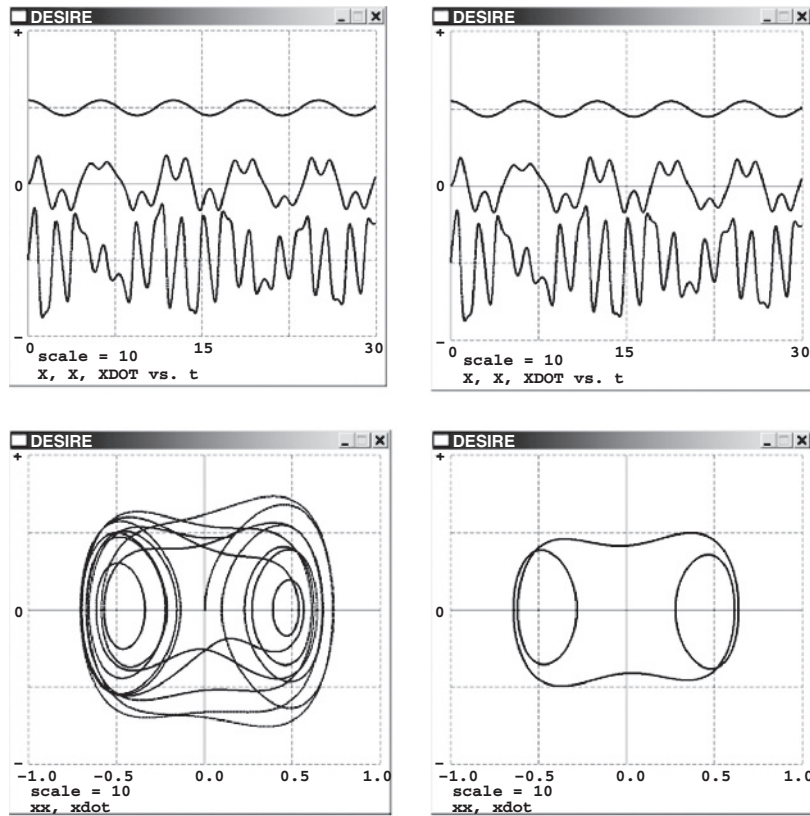 DESIRE
+
0
−
0 15 30
scale = 10
X, X, XDOT vs. t
DESIRE
+
0
−
0 15 30
scale = 10
X, X, XDOT vs. t
DESIRE
+
0
−
−1.0 −0.5 0.0 0.5 1.0
scale = 10
xx, xdot
DESIRE
+
0
−
−1.0 −0.5 0.0 0.5 1.0
scale = 10
xx, xdot